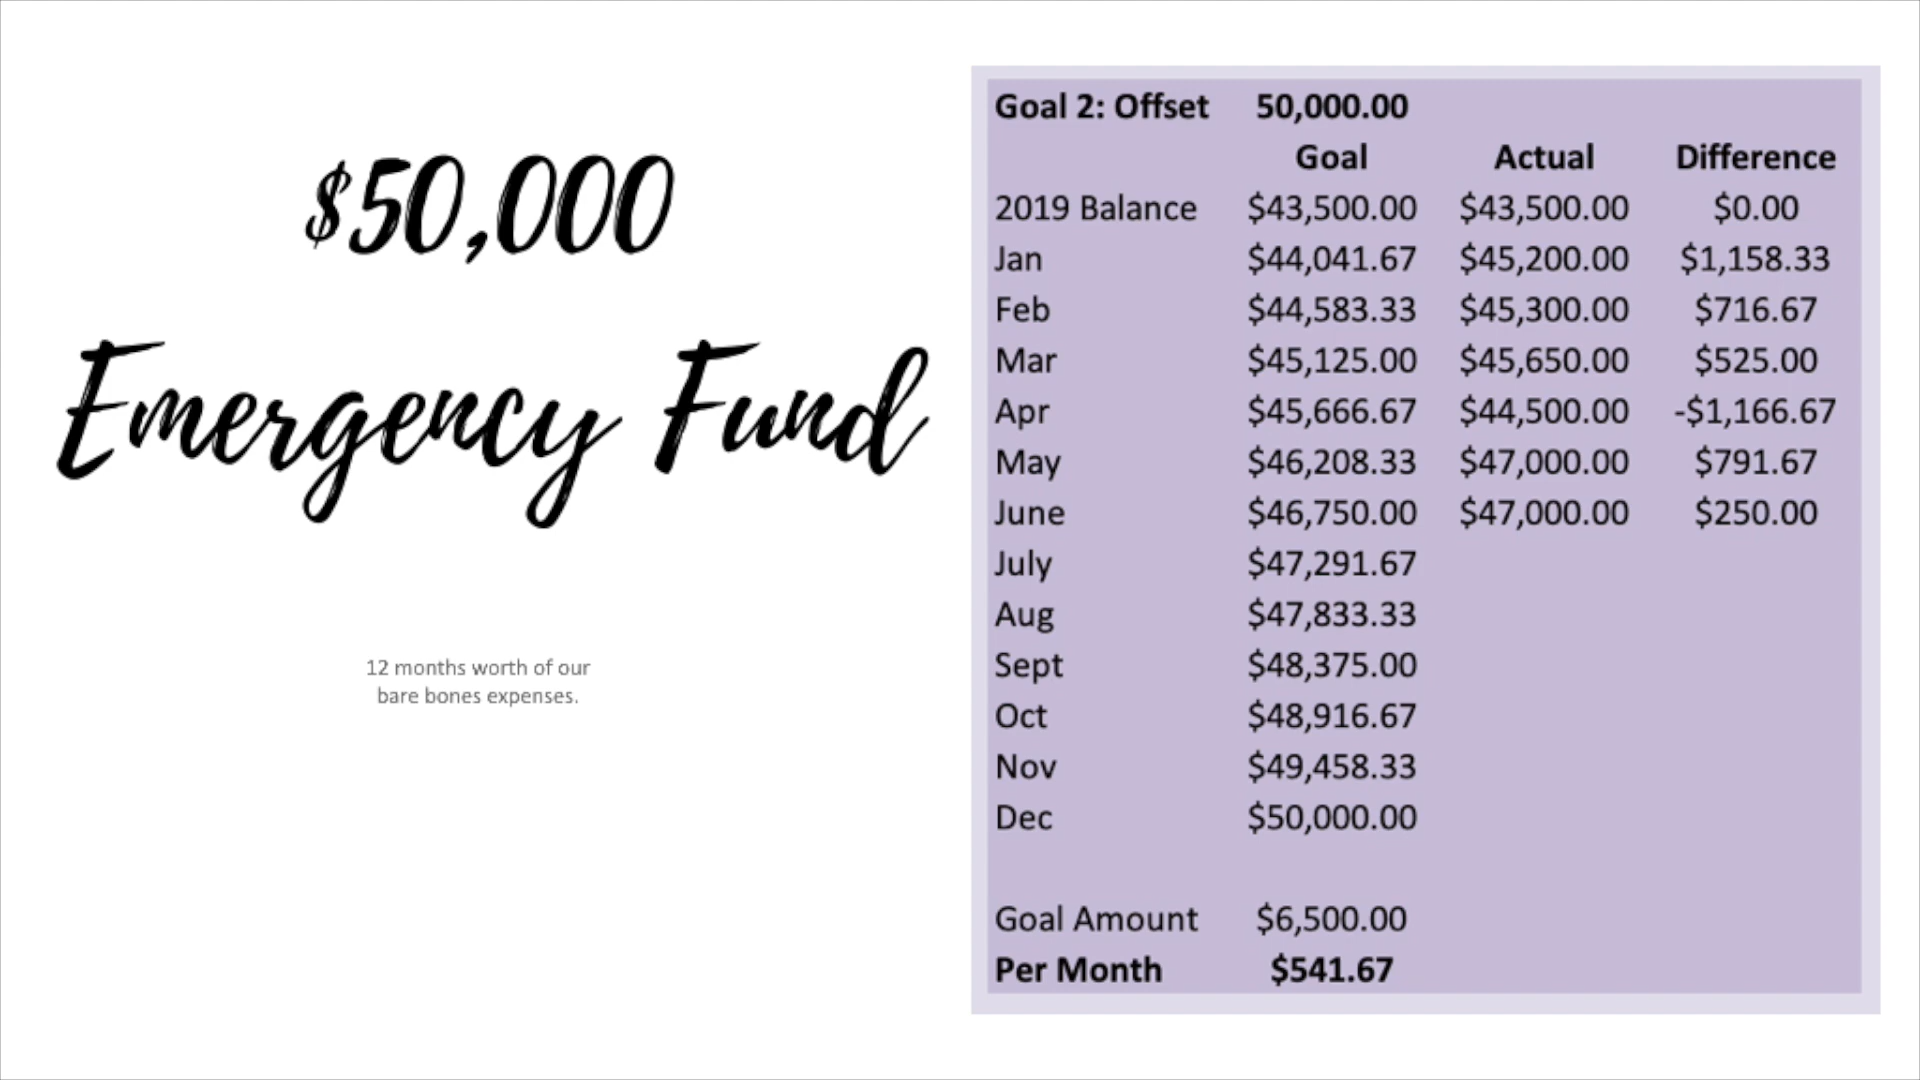 $50,000
Emergency Fund
12 months worth of our
bare bones expenses.
Goal 2: Offset 50,000.00
Goal Actual Difference
2019 Balance $43,500.00 $43,500.00 $0.00
Jan $44,041.67 $45,200.00 $1,158.33
Feb $44,583.33 $45,300.00 $716.67
Mar $45,125.00 $45,650.00 $525.00
Apr $45,666.67 $44,500.00 -$1,166.67
May $46,208.33 $47,000.00 $791.67
June $46,750.00 $47,000.00 $250.00
July $47,291.67
Aug $47,833.33
Sept $48,375.00
Oct $48,916.67
Nov $49,458.33
Dec $50,000.00
Goal Amount $6,500.00
Per Month $541.67